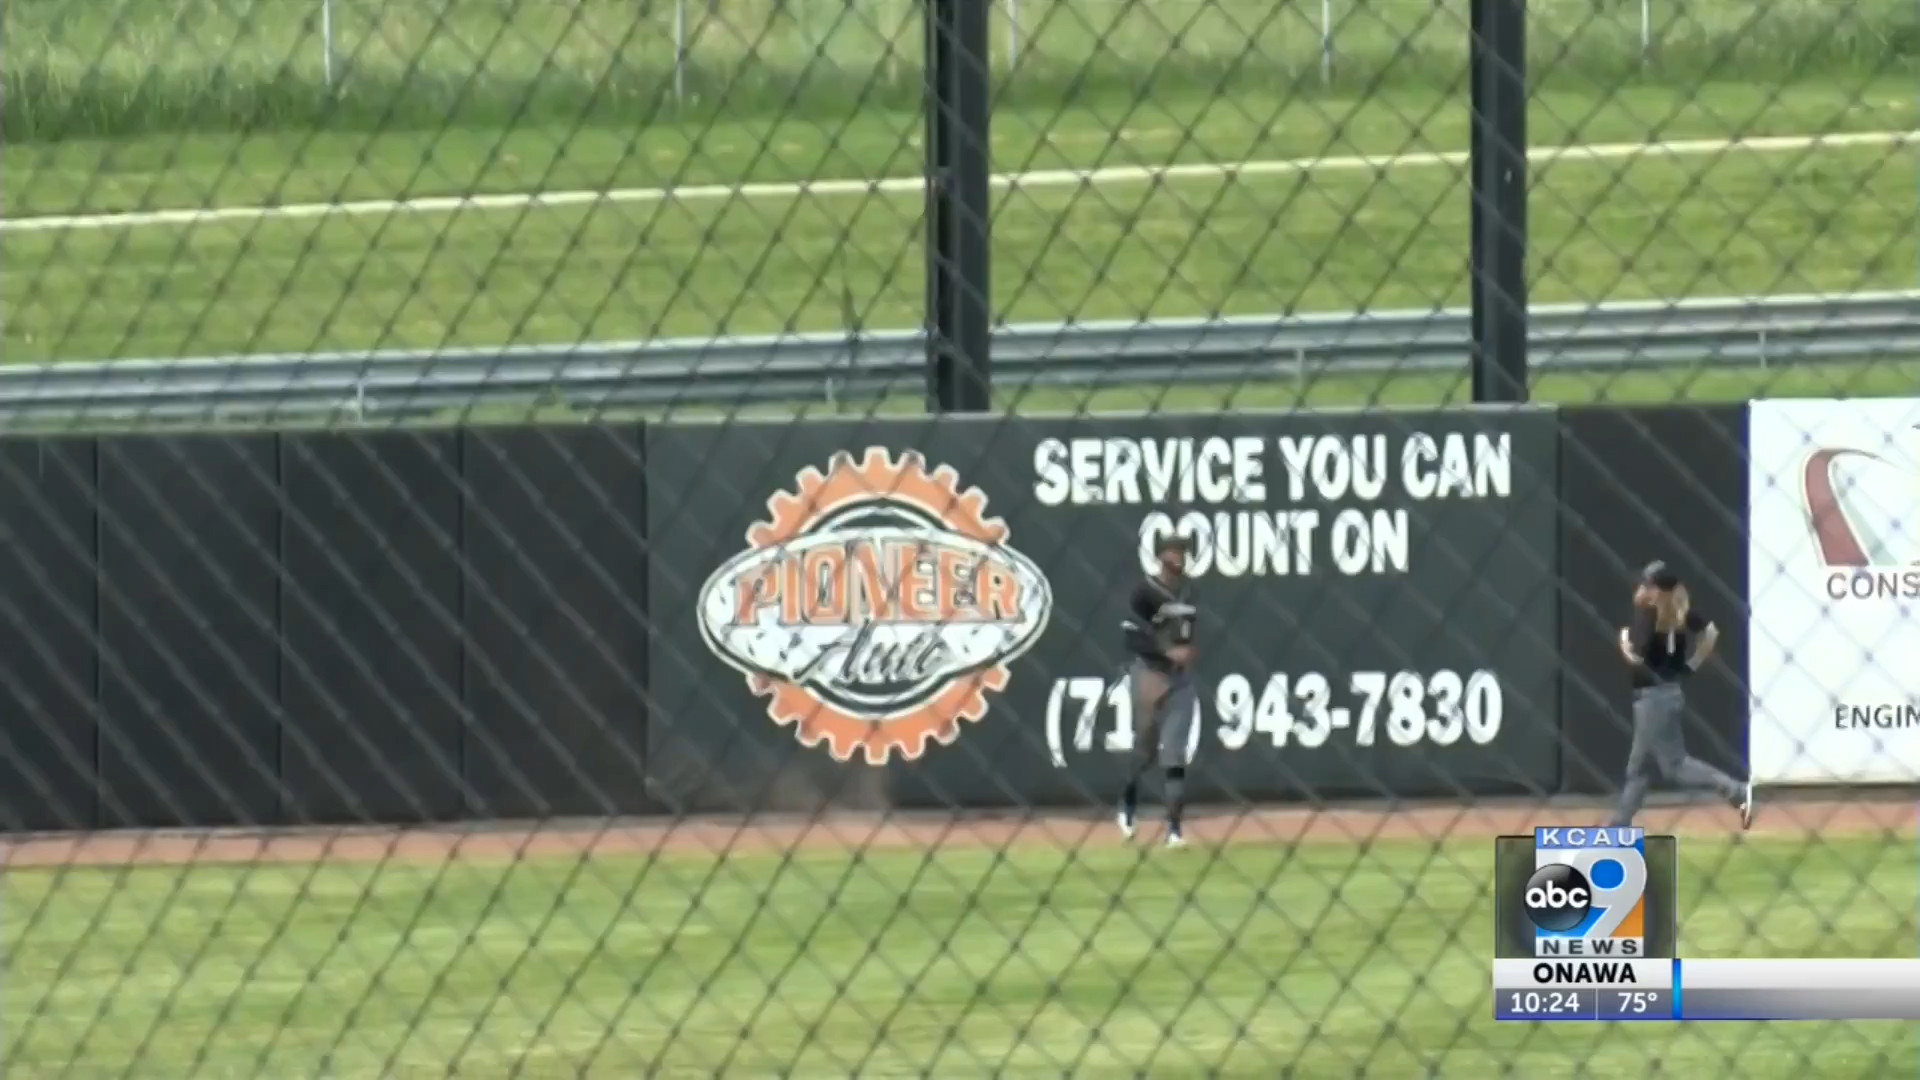 SERVICE YOU CAN
COUNT ON
PIONEER
Auto
(71 ) 943-7830
CONS
ENGIN
KCAU
abc 9
NEWS
ONAWA
10:24 75°